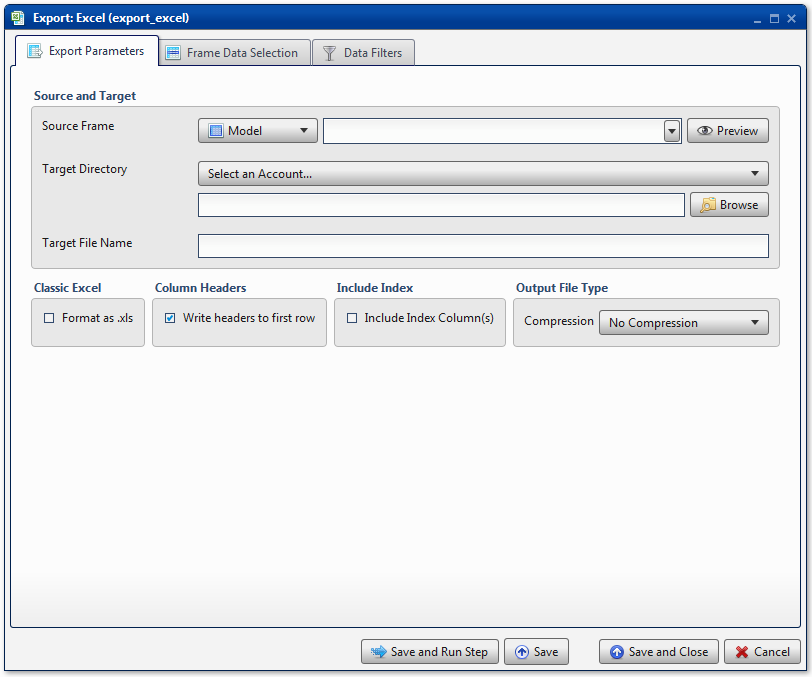 Export: Excel (export_excel)
Export Parameters
Frame Data Selection
Data Filters
Source and Target
Source Frame
Model
Preview
Target Directory
Select an Account...
Browse
Target File Name
Classic Excel
Column Headers
Include Index
Output File Type
Format as .xls
Write headers to first row
Include Index Column(s)
Compression
No Compression
Save and Run Step
Save
Save and Close
Cancel